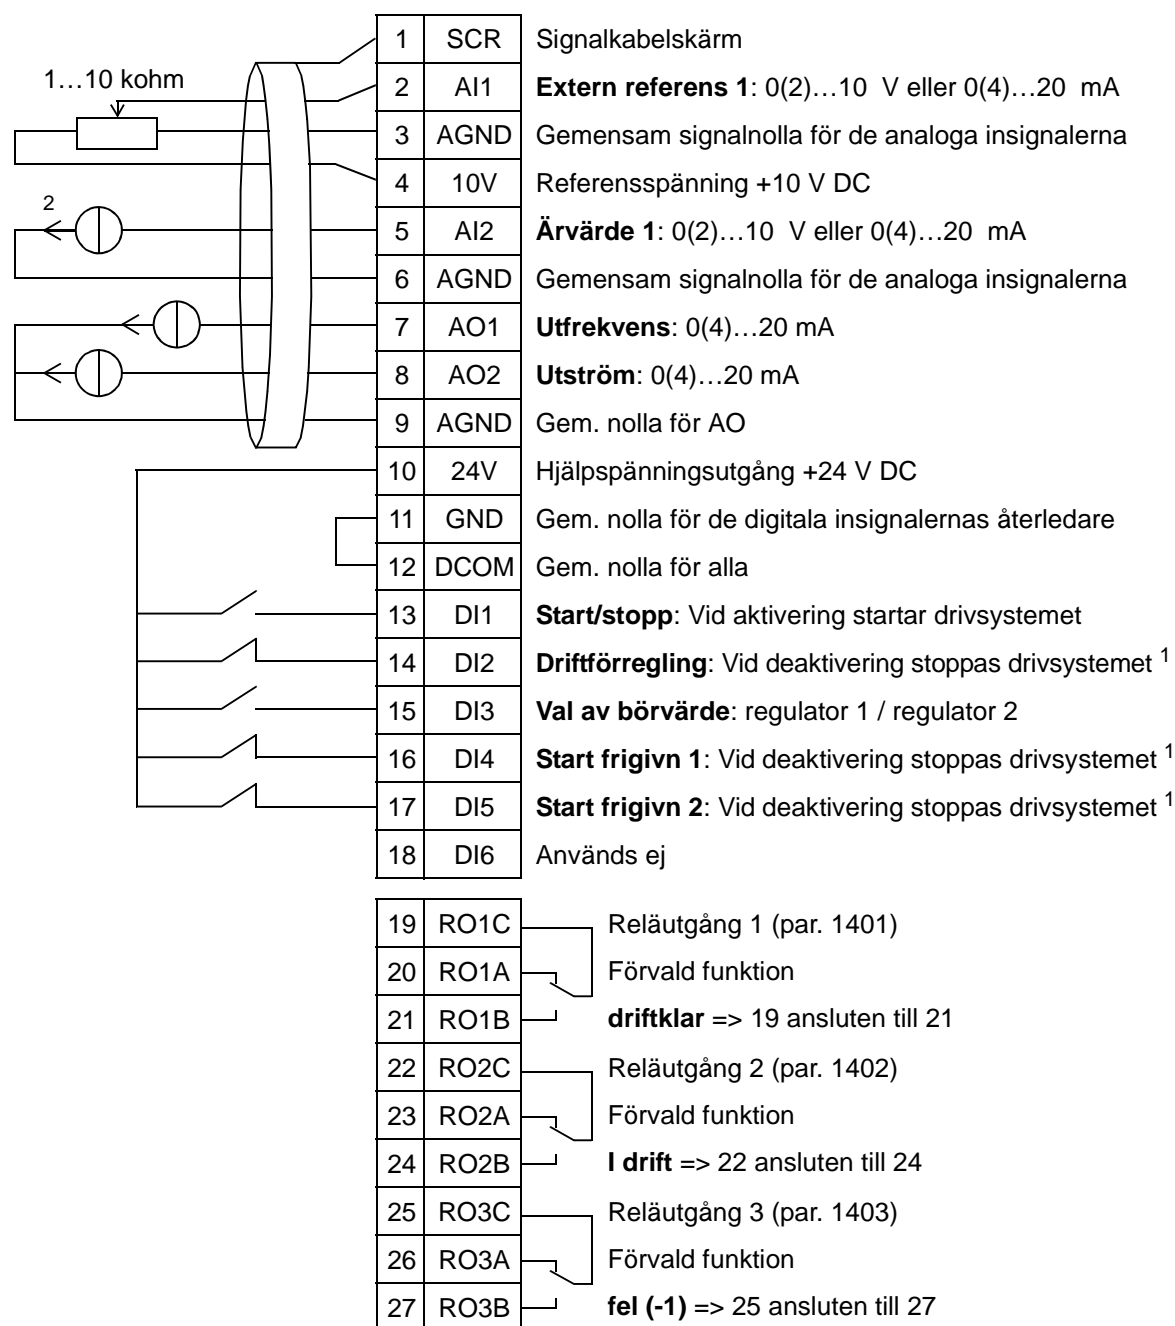 1 SCR Signalkabelskärm
1…10 kohm
2 AI1 Extern referens 1: 0(2)…10 V eller 0(4)…20 mA
3 AGND Gemensam signalnolla för de analoga insignalerna
4 10V Referensspänning +10 V DC
2
5 AI2 Ärvärde 1: 0(2)…10 V eller 0(4)…20 mA
6 AGND Gemensam signalnolla för de analoga insignalerna
7 AO1 Utfrekvens: 0(4)…20 mA
8 AO2 Utström: 0(4)…20 mA
9 AGND Gem. nolla för AO
10 24V Hjälpspänningsutgång +24 V DC
11 GND Gem. nolla för de digitala insignalernas återledare
12 DCOM Gem. nolla för alla
13 DI1 Start/stopp: Vid aktivering startar drivsystemet
14 DI2 Driftförregling: Vid deaktivering stoppas drivsystemet 1
15 DI3 Val av börvärde: regulator 1 / regulator 2
16 DI4 Start frigivn 1: Vid deaktivering stoppas drivsystemet 1
17 DI5 Start frigivn 2: Vid deaktivering stoppas drivsystemet 1
18 DI6 Används ej
19 RO1C Reläutgång 1 (par. 1401)
20 RO1A Förvald funktion
21 RO1B driftklar => 19 ansluten till 21
22 RO2C Reläutgång 2 (par. 1402)
23 RO2A Förvald funktion
24 RO2B I drift => 22 ansluten till 24
25 RO3C Reläutgång 3 (par. 1403)
26 RO3A Förvald funktion
27 RO3B fel (-1) => 25 ansluten till 27